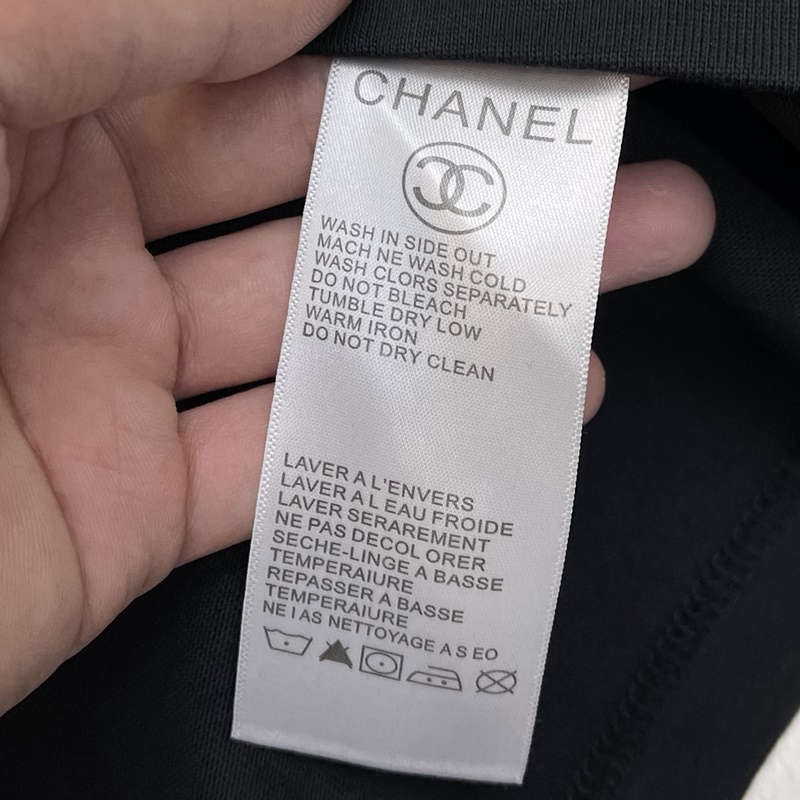 CHANEL
WASH IN SIDE OUT
MACH NE WASH COLD
WASH CLORS SEPARATELY
DO NOT BLEACH
TUMBLE DRY LOW
WARM IRON
DO NOT DRY CLEAN
LAVER A L'ENVERS
LAVER A L EAU FROIDE
LAVER SERAREMENT
NE PAS DECOL ORER
SECHE-LINGE A BASSE
TEMPERAIURE
REPASSER A BASSE
TEMPERAIURE
NE I AS NETTOYAGE A S EO